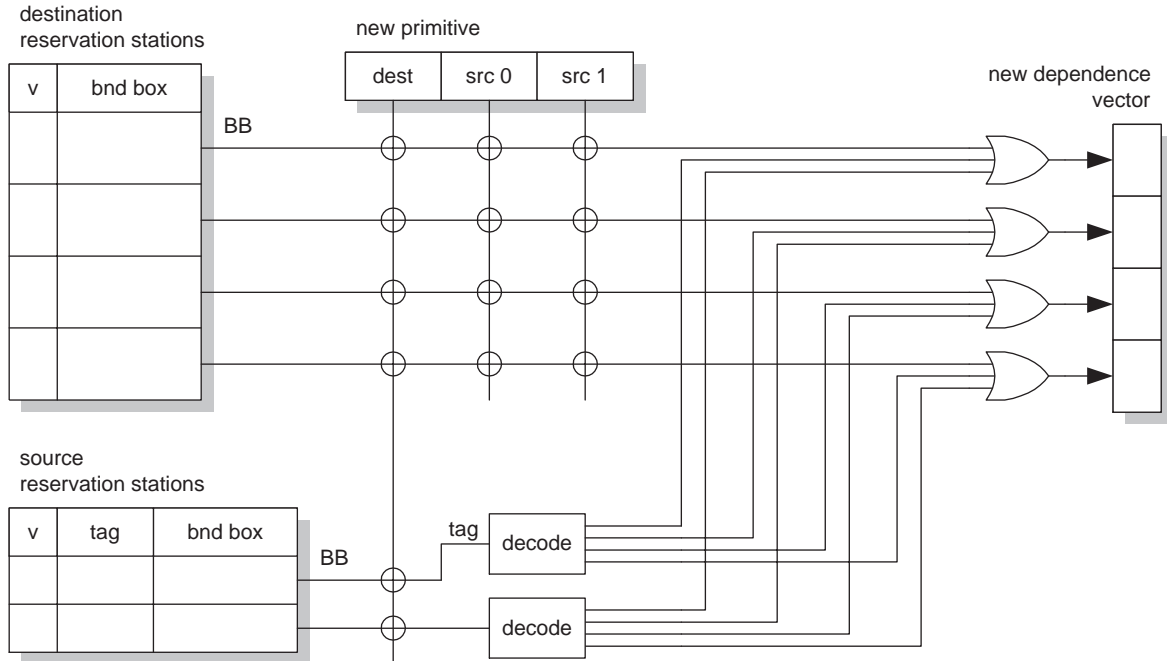 destination
reservation stations
v bnd box
BB
new primitive
dest src 0 src 1
new dependence
vector
source
reservation stations
v tag bnd box
BB
tag
decode
decode